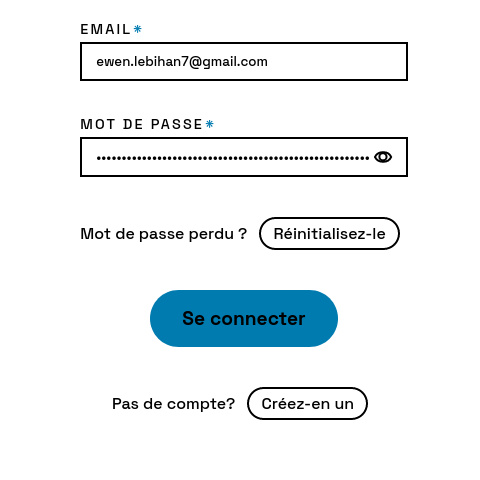 EMAIL*
ewen.lebihan7@gmail.com
MOT DE PASSE*
Mot de passe perdu ? Réinitialisez-le
Se connecter
Pas de compte? Créez-en un